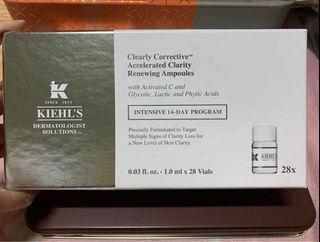 K
SINCE 1851
KIEHL'S
DERMATOLOGIST
SOLUTIONS™
Clearly Corrective™
Accelerated Clarity
Renewing Ampoules
with Activated C and
Glycolic, Lactic and Phytic Acids
INTENSIVE 14-DAY PROGRAM
Precisely Formulated to Target
Multiple Signs of Clarity Loss for
a New Level of Skin Clarity
KIEHL'S
28x
0.03 fl. oz. - 1.0 ml x 28 Vials